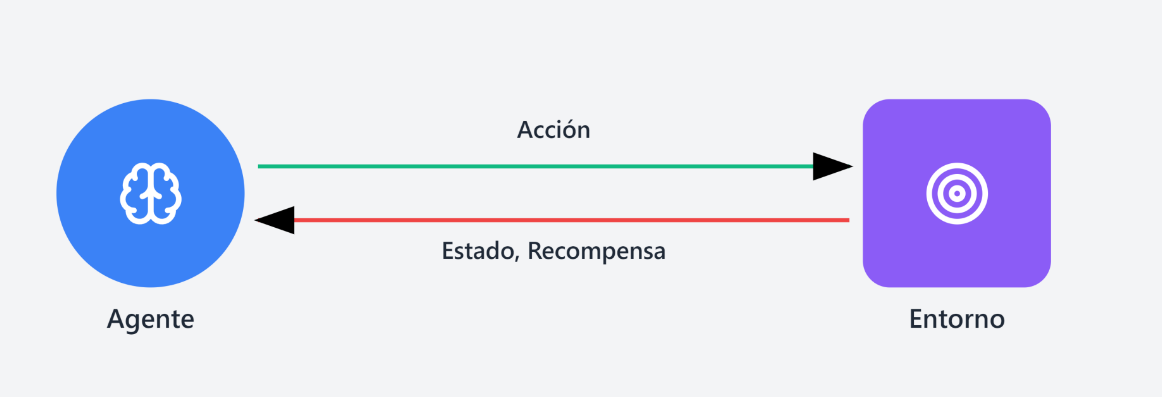 Acción
Estado, Recompensa
Agente
Entorno